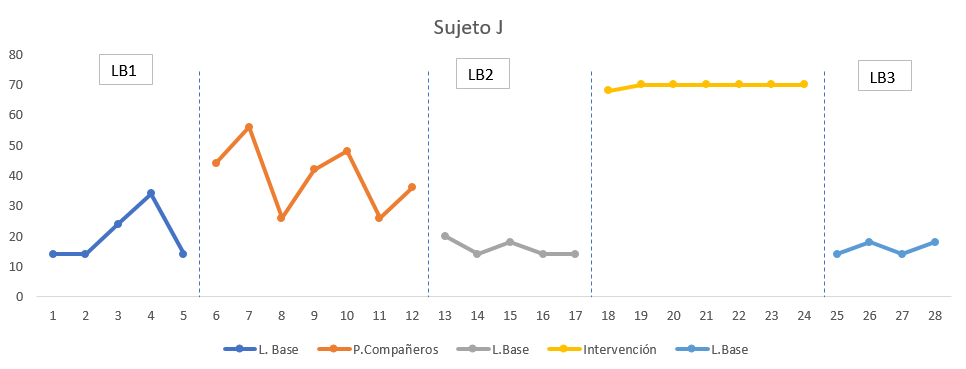 Sujeto J
LB1
LB2
LB3
80
70
60
50
40
30
20
10
0
1 2 3 4 5 6 7 8 9 10 11 12 13 14 15 16 17 18 19 20 21 22 23 24 25 26 27 28
L. Base P.Compañeros L.Base Intervención L.Base